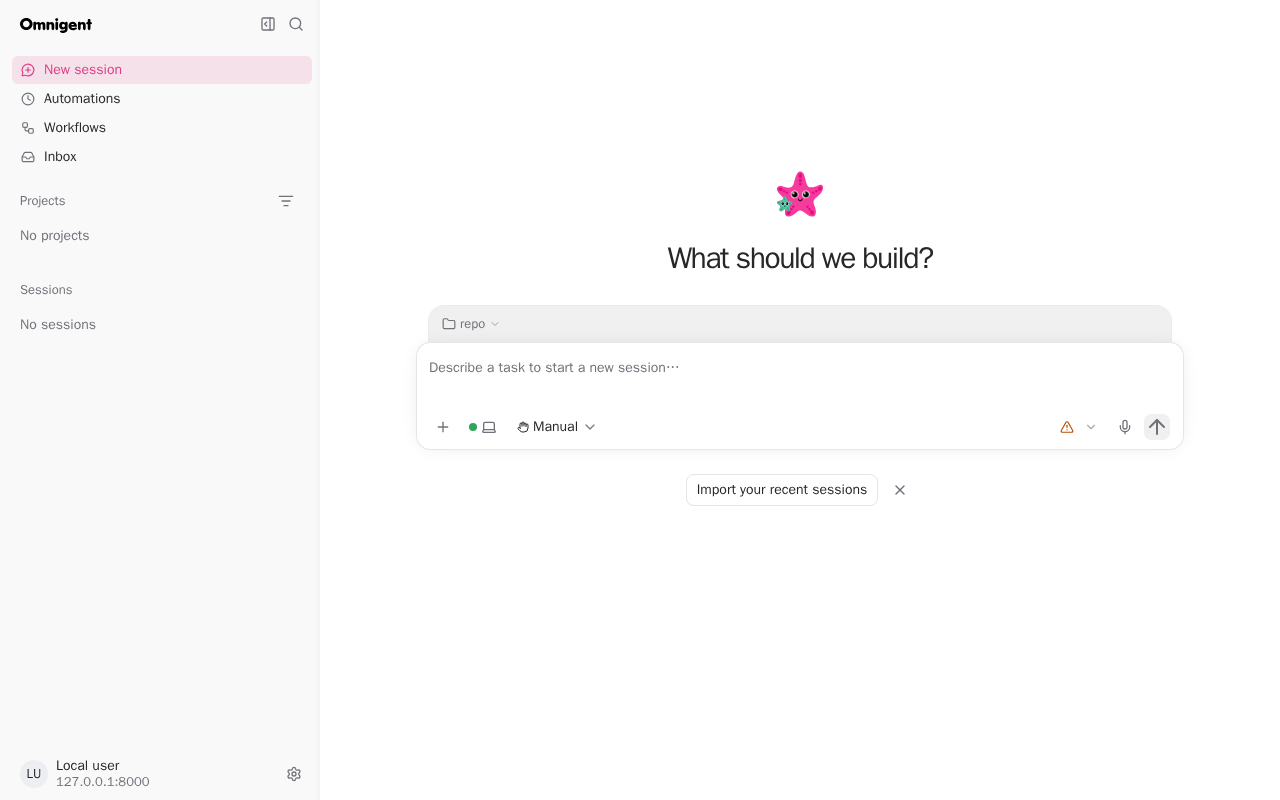 Omnigent
New session
Automations
Workflows
Inbox
Projects
No projects
Sessions
No sessions
What should we build?
repo
Describe a task to start a new session⋯
Manual
Import your recent sessions
LU
Local user
127.0.0.1:8000